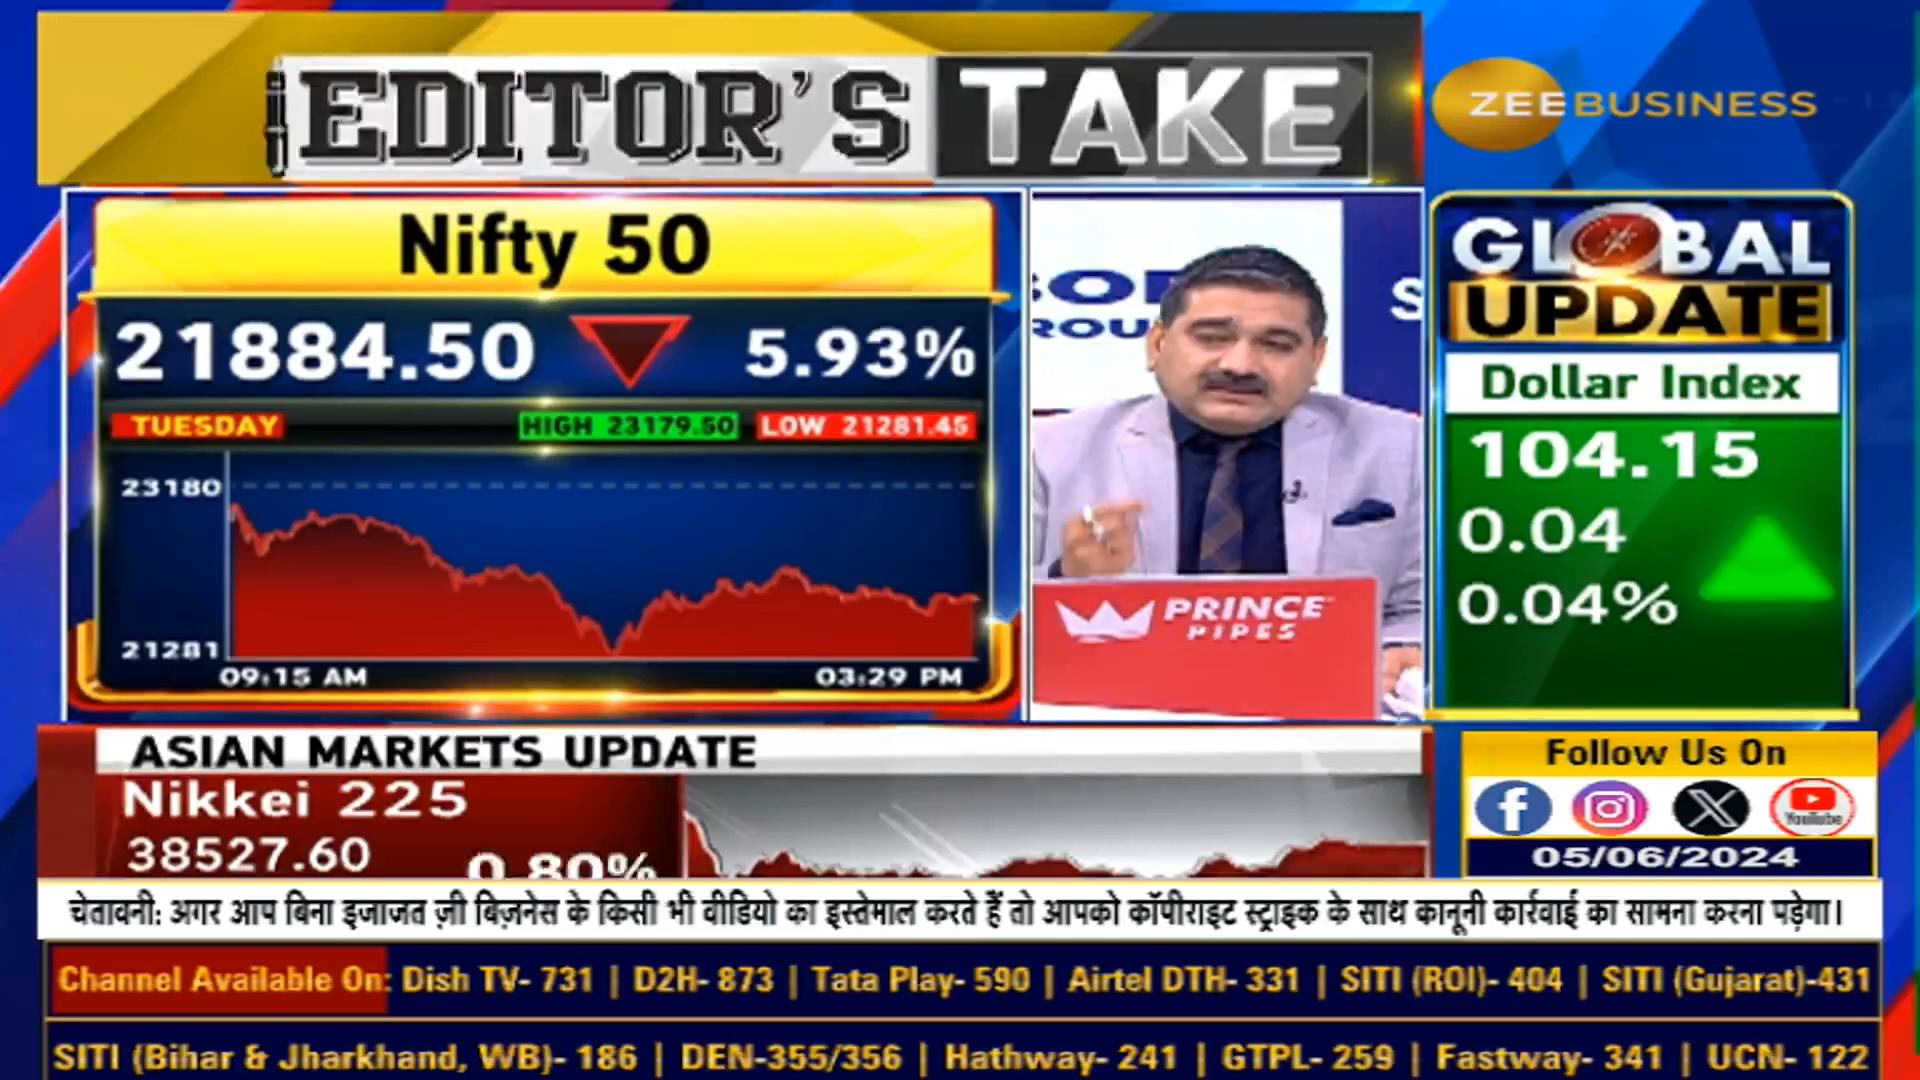 EDITOR'S TAKE
ZEEBUSINESS
Nifty 50
21884.50 5.93%
TUESDAY HIGH 23179.50 LOW 21281.45
23180
21281
09:15 AM 03:29 PM
PRINCE
PIPES
GLOBAL
UPDATE
Dollar Index
104.15
0.04
0.04%
ASIAN MARKETS UPDATE
Nikkei 225
38527.60 0.80%
Follow Us On
YouTube
05/06/2024
चेतावनी: अगर आप बिना इजाजत ज़ी बिज़नेस के किसी भी वीडियो का इस्तेमाल करते हैं तो आपको कॉपीराइट स्ट्राइक के साथ कानूनी कार्रवाई का सामना करना पड़ेगा।
Channel Available On: Dish TV- 731 | D2H- 873 | Tata Play- 590 | Airtel DTH- 331 | SITI (ROI)- 404 | SITI (Gujarat)-431
SITI (Bihar & Jharkhand, WB)- 186 | DEN-355/356 | Hathway- 241 | GTPL- 259 | Fastway- 341 | UCN- 122